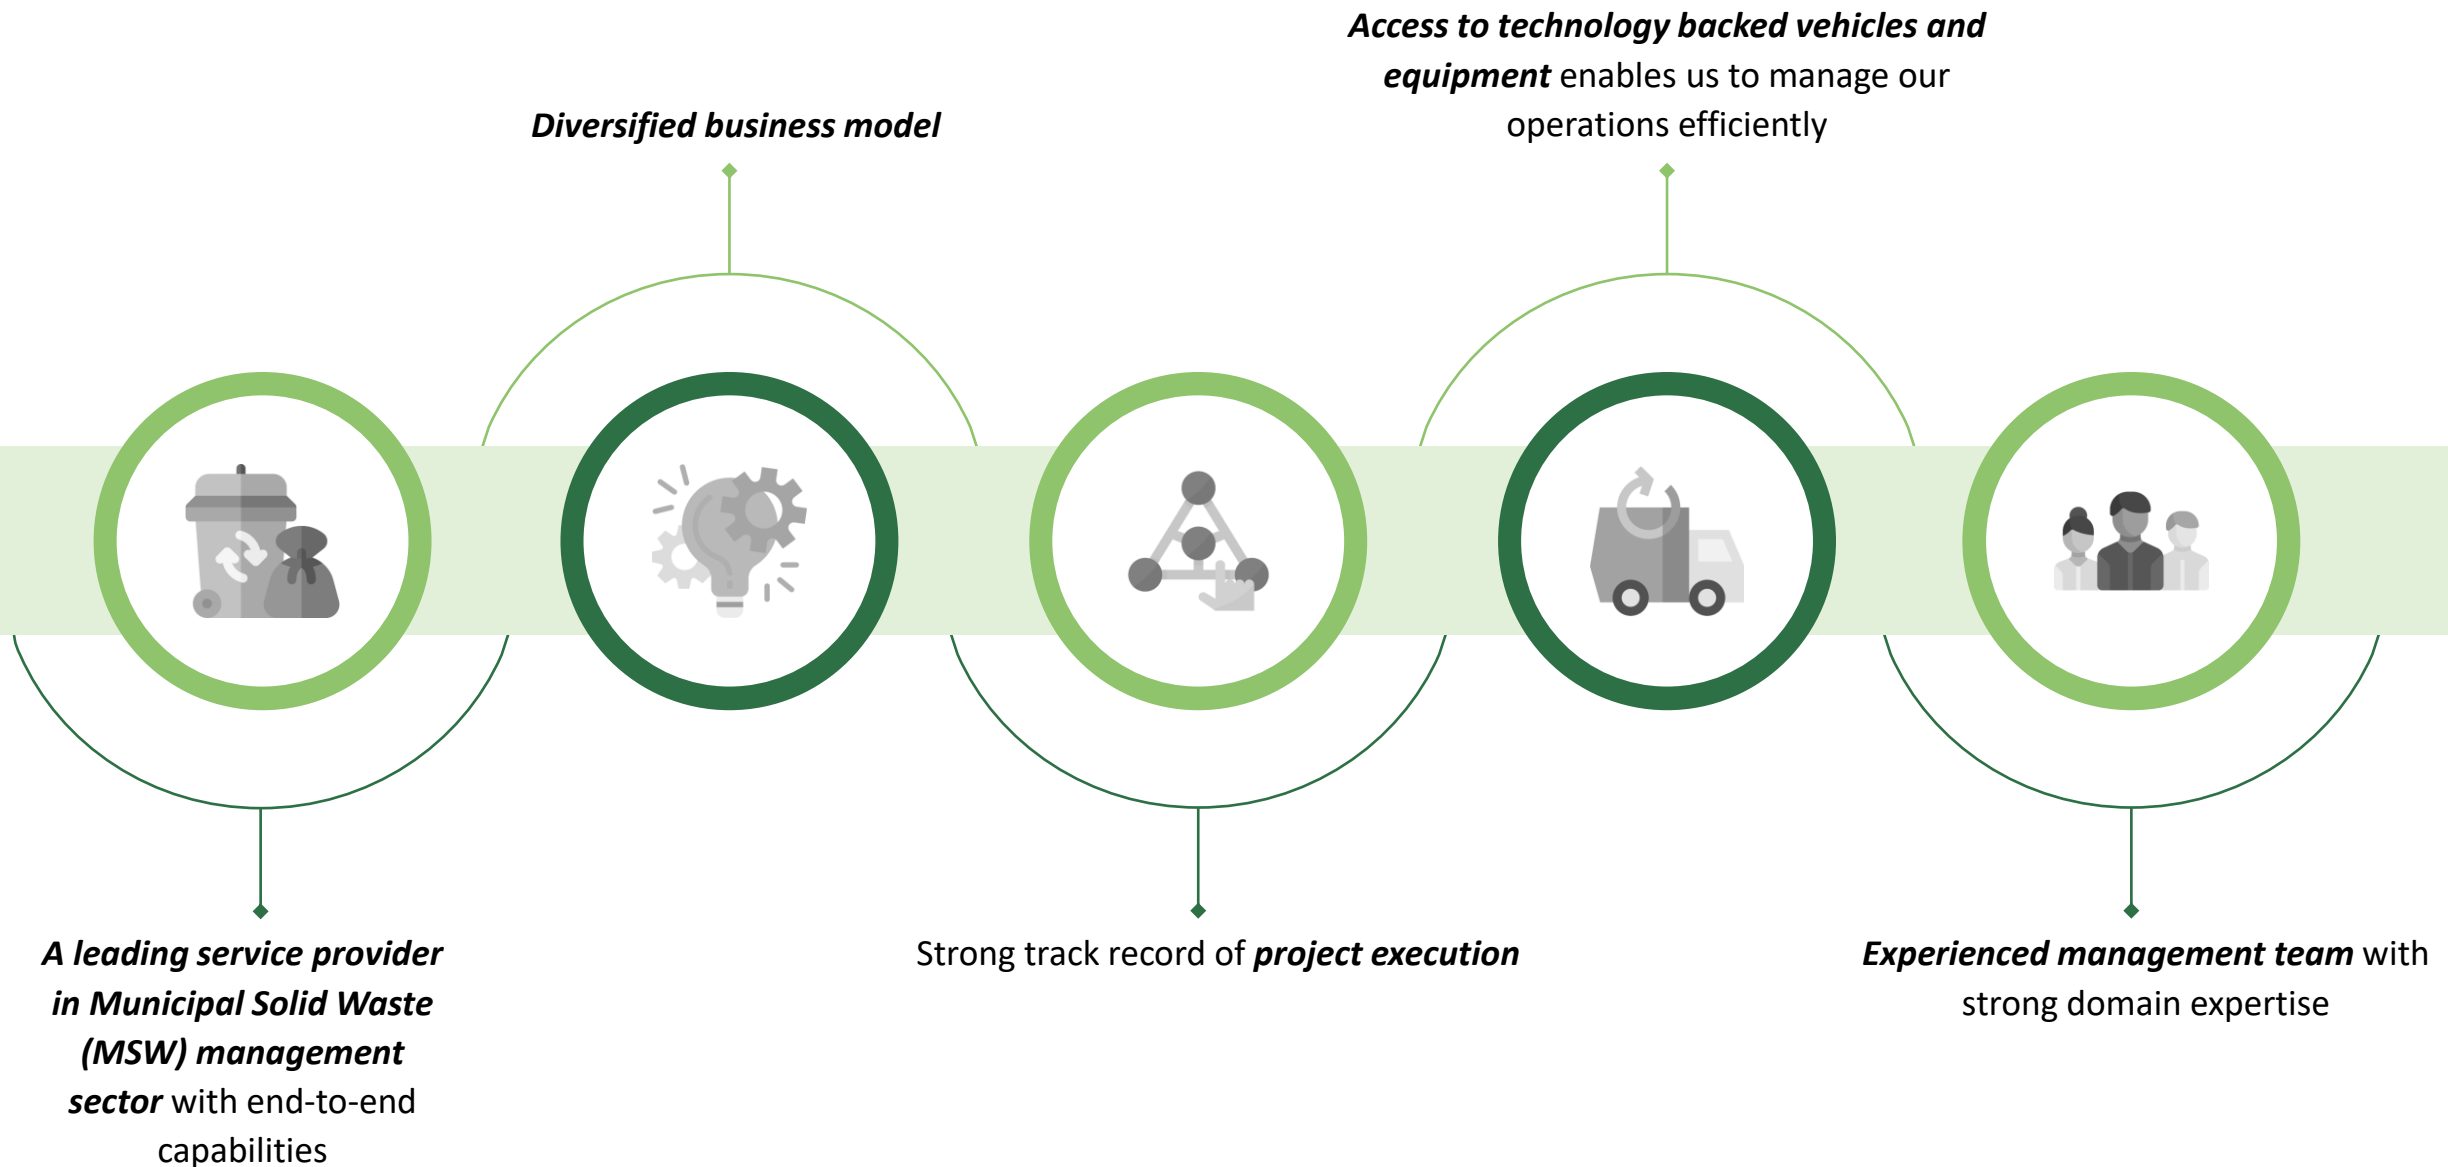 Access to technology backed vehicles and
equipment enables us to manage our
operations efficiently
Diversified business model
A leading service provider
in Municipal Solid Waste
(MSW) management
sector with end-to-end
capabilities
Strong track record of project execution
Experienced management team with
strong domain expertise